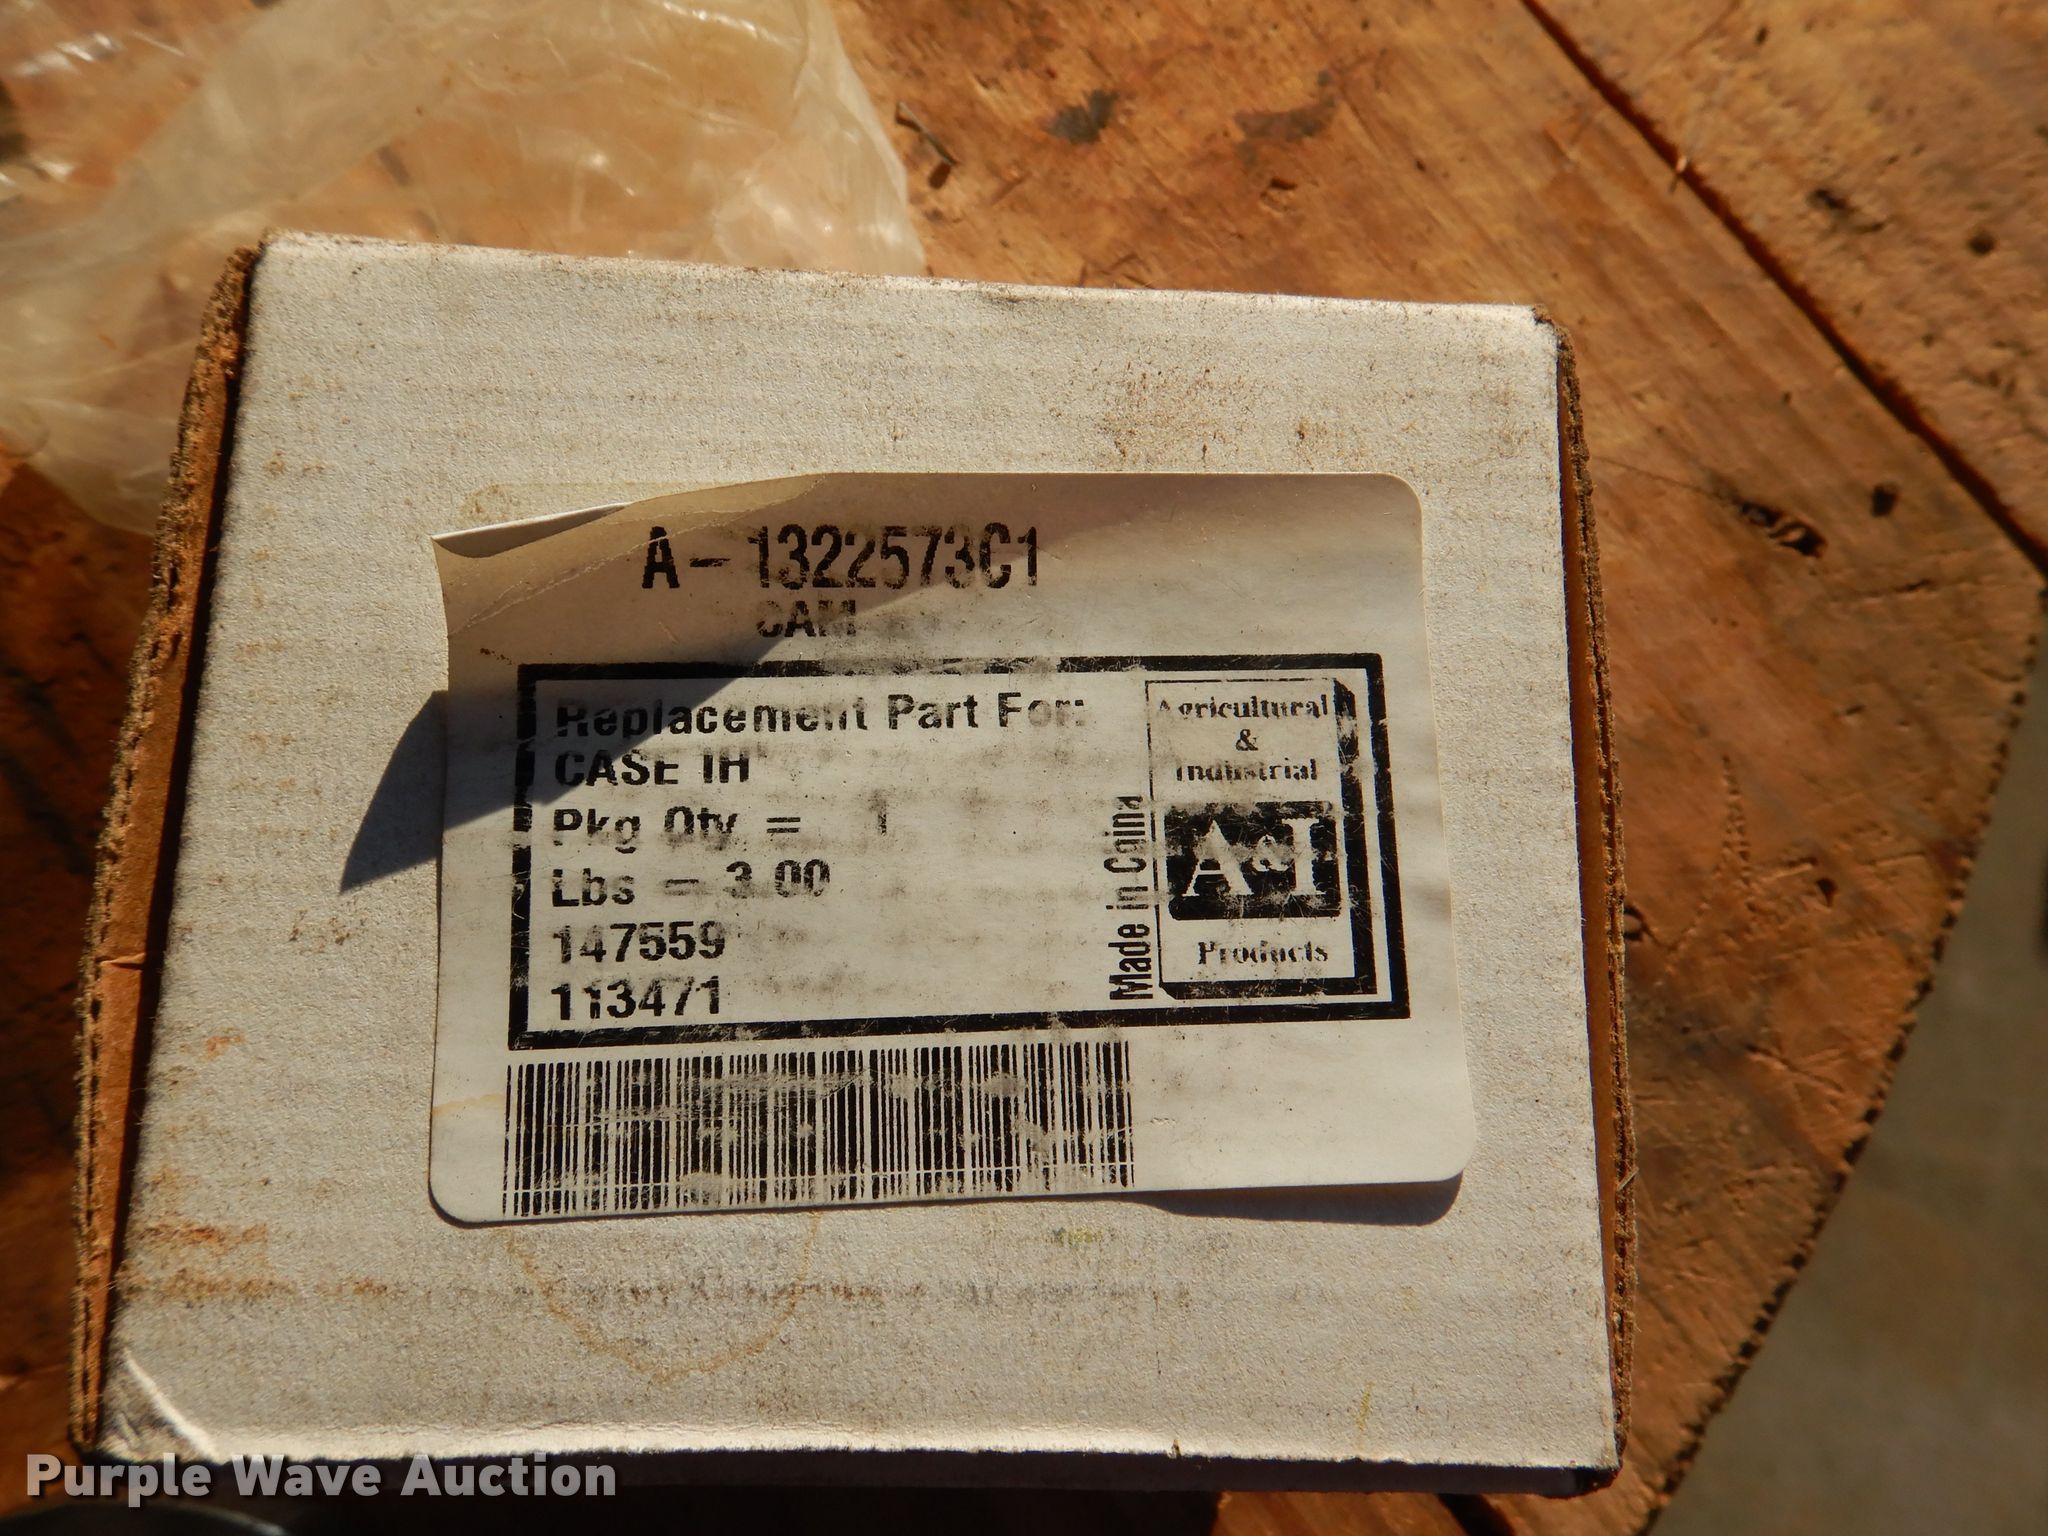 A-1322573C1
CAM
Replacement Part For:
CASE IH
Pkg Qty = 1
Lbs = 3.00
147559
113471
Made in China
Agricultural
&
Industrial
A&I
Products
Purple Wave Auction